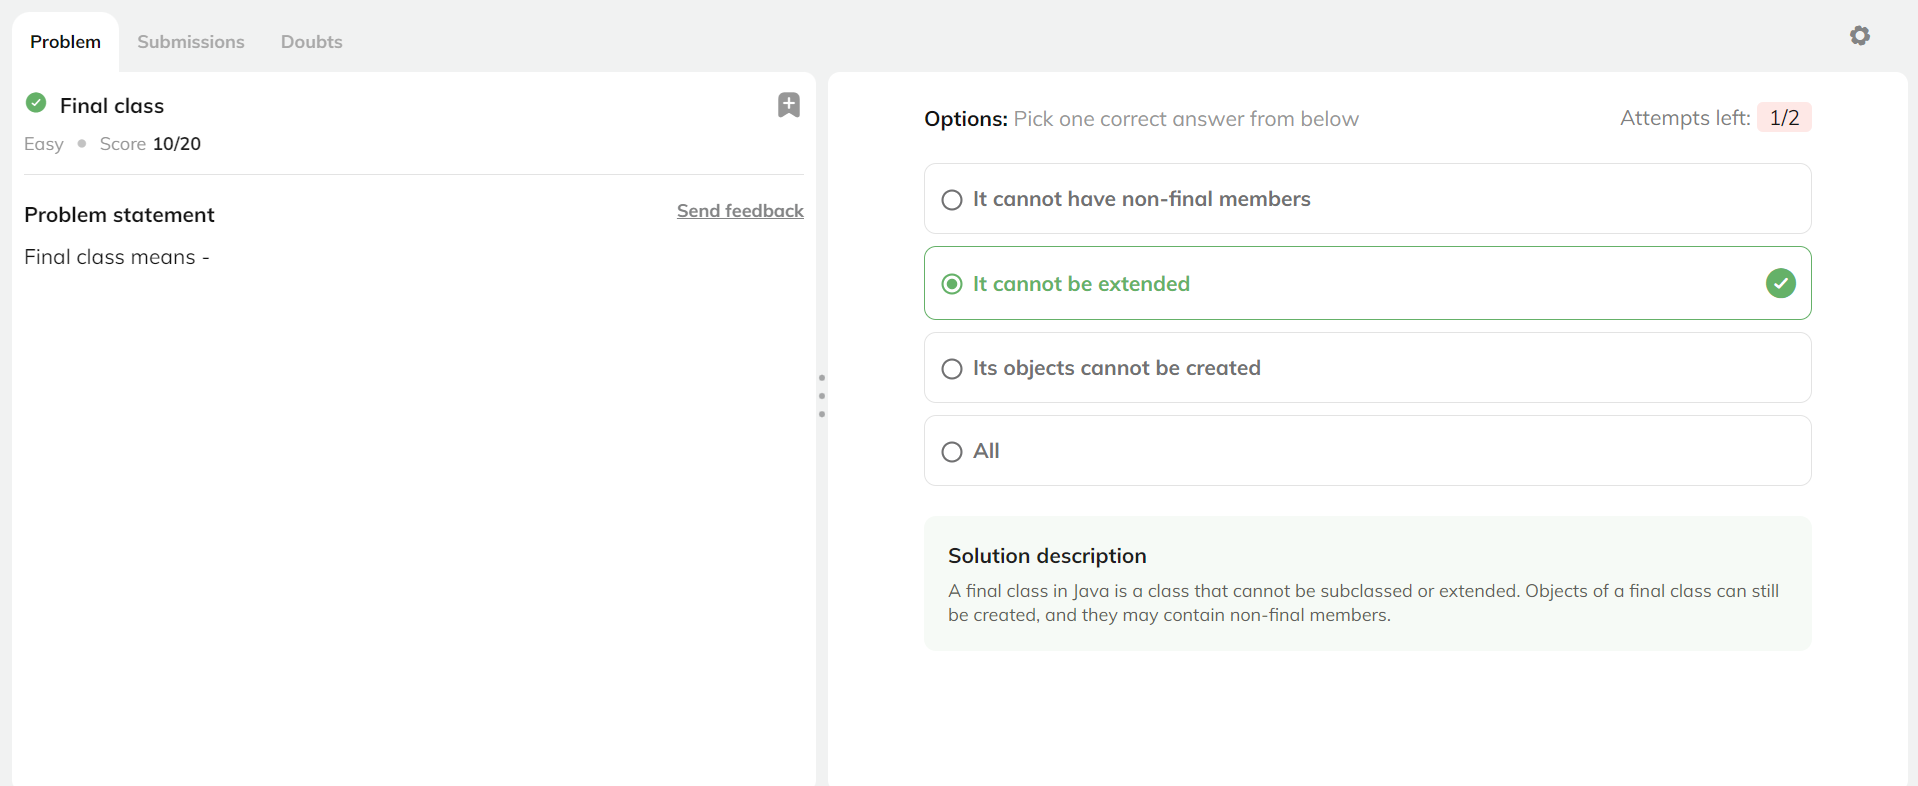 Problem Submissions Doubts
Final class
Easy Score 10/20
Problem statement Send feedback
Final class means -
Options: Pick one correct answer from below Attempts left: 1/2
It cannot have non-final members
It cannot be extended
Its objects cannot be created
All
Solution description
A final class in Java is a class that cannot be subclassed or extended. Objects of a final class can still
be created, and they may contain non-final members.